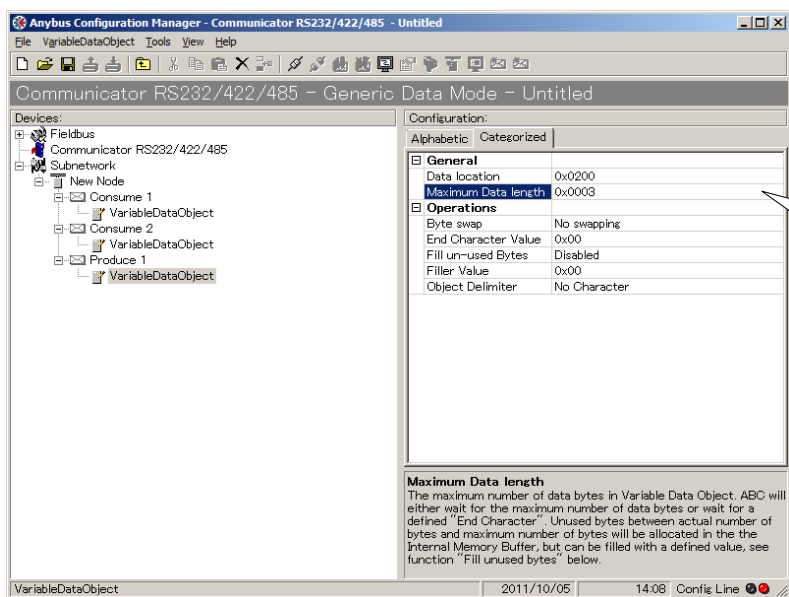 Anybus Configuration Manager - Communicator RS232/422/485 - Untitled
File VariableDataObject Tools View Help
Communicator RS232/422/485 - Generic Data Mode - Untitled
Devices:
Fieldbus
Communicator RS232/422/485
Subnetwork
New Node
Consume 1
VariableDataObject
Consume 2
VariableDataObject
Produce 1
VariableDataObject
Configuration:
Alphabetic Categorized
General
Data location 0x0200
Maximum Data length 0x0003
Operations
Byte swap No swapping
End Character Value 0x00
Fill un-used Bytes Disabled
Filler Value 0x00
Object Delimiter No Character
Maximum Data length
The maximum number of data bytes in Variable Data Object. ABC will
either wait for the maximum number of data bytes or wait for a
defined "End Character". Unused bytes between actual number of
bytes and maximum number of bytes will be allocated in the the
Internal Memory Buffer, but can be filled with a defined value, see
function "Fill unused bytes" below.
VariableDataObject 2011/10/05 14:08 Config Line